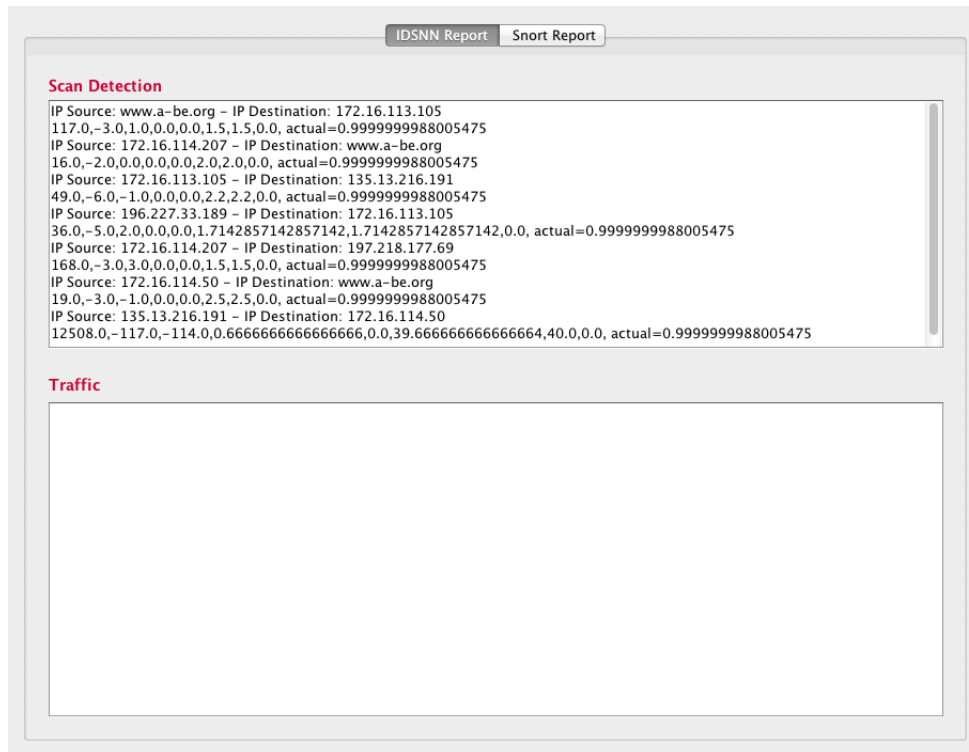 IDSNN Report Snort Report
Scan Detection
IP Source: www.a-be.org – IP Destination: 172.16.113.105
117.0,-3.0,1.0,0.0,0.0,1.5,1.5,0.0, actual=0.9999999988005475
IP Source: 172.16.114.207 – IP Destination: www.a-be.org
16.0,-2.0,0.0,0.0,0.0,2.0,2.0,0.0, actual=0.9999999988005475
IP Source: 172.16.113.105 – IP Destination: 135.13.216.191
49.0,-6.0,-1.0,0.0,0.0,2.2,2.2,0.0, actual=0.9999999988005475
IP Source: 196.227.33.189 – IP Destination: 172.16.113.105
36.0,-5.0,2.0,0.0,0.0,1.7142857142857142,1.7142857142857142,0.0, actual=0.9999999988005475
IP Source: 172.16.114.207 – IP Destination: 197.218.177.69
168.0,-3.0,3.0,0.0,0.0,1.5,1.5,0.0, actual=0.9999999988005475
IP Source: 172.16.114.50 – IP Destination: www.a-be.org
19.0,-3.0,-1.0,0.0,0.0,2.5,2.5,0.0, actual=0.9999999988005475
IP Source: 135.13.216.191 – IP Destination: 172.16.114.50
12508.0,-117.0,-114.0,0.6666666666666666,0.0,39.666666666666664,40.0,0.0, actual=0.9999999988005475
Traffic